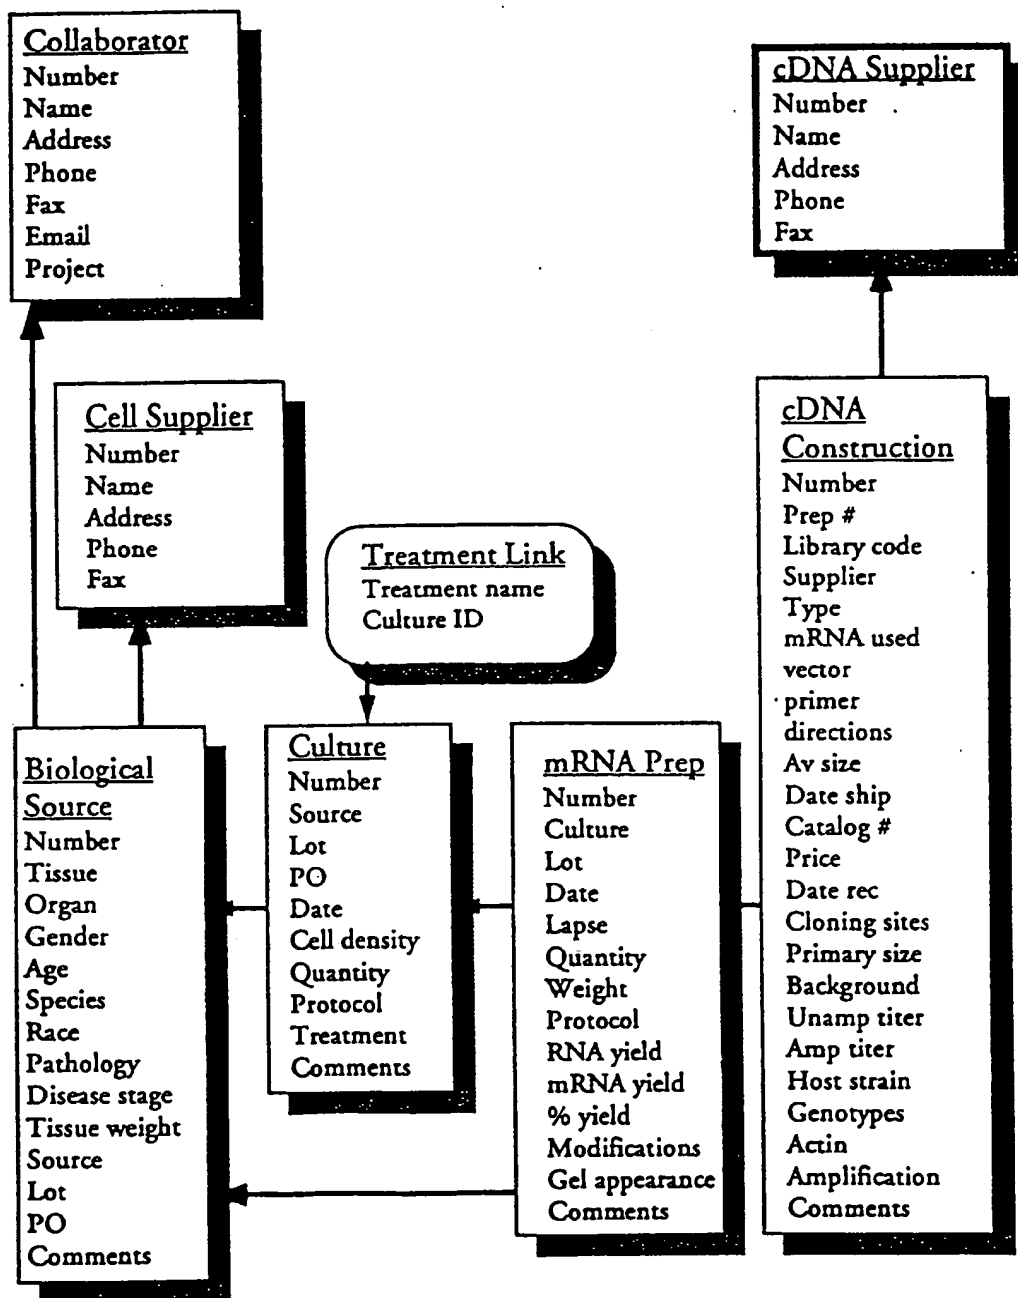 Collaborator
Number
Name
Address
Phone
Fax
Email
Project
cDNA Supplier
Number
Name
Address
Phone
Fax
Cell Supplier
Number
Name
Address
Phone
Fax
Treatment Link
Treatment name
Culture ID
cDNA
Construction
Number
Prep #
Library code
Supplier
Type
mRNA used
vector
primer
directions
Av size
Date ship
Catalog #
Price
Date rec
Cloning sites
Primary size
Background
Unamp titer
Amp titer
Host strain
Genotypes
Actin
Amplification
Comments
Biological
Source
Number
Tissue
Organ
Gender
Age
Species
Race
Pathology
Disease stage
Tissue weight
Source
Lot
PO
Comments
Culture
Number
Source
Lot
PO
Date
Cell density
Quantity
Protocol
Treatment
Comments
mRNA Prep
Number
Culture
Lot
Date
Lapse
Quantity
Weight
Protocol
RNA yield
mRNA yield
% yield
Modifications
Gel appearance
Comments